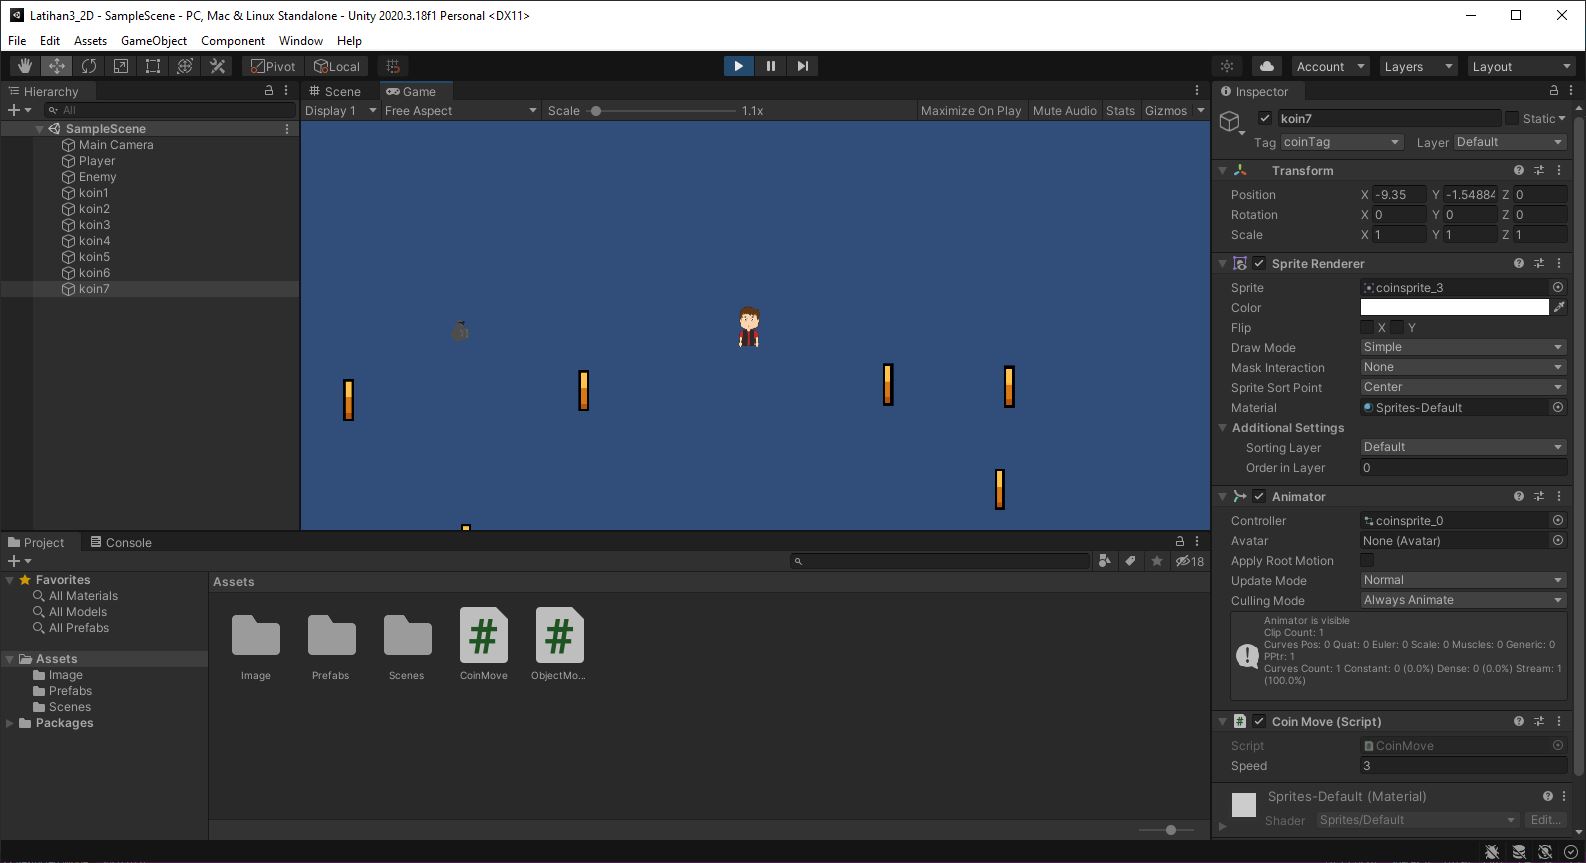 Latihan3_2D - SampleScene - PC, Mac & Linux Standalone - Unity 2020.3.18f1 Personal <DX11>
File Edit Assets GameObject Component Window Help
Pivot Local Account Layers Layout
Hierarchy
All
SampleScene
Main Camera
Player
Enemy
koin1
koin2
koin3
koin4
koin5
koin6
koin7
Scene Game
Display 1 Free Aspect Scale 1.1x Maximize On Play Mute Audio Stats Gizmos
Inspector
koin7 Static
Tag coinTag Layer Default
Transform
Position X -9.35 Y -1.54884 Z 0
Rotation X 0 Y 0 Z 0
Scale X 1 Y 1 Z 1
Sprite Renderer
Sprite coinsprite_3
Color
Flip X Y
Draw Mode Simple
Mask Interaction None
Sprite Sort Point Center
Material Sprites-Default
Additional Settings
Sorting Layer Default
Order in Layer 0
Animator
Controller coinsprite_0
Avatar None (Avatar)
Apply Root Motion
Update Mode Normal
Culling Mode Always Animate
Animator is visible
Clip Count: 1
Curves Pos: 0 Quat: 0 Euler: 0 Scale: 0 Muscles: 0 Generic: 0
PPtr: 1
Curves Count: 1 Constant: 0 (0.0%) Dense: 0 (0.0%) Stream: 1
(100.0%)
Coin Move (Script)
Script CoinMove
Speed 3
Sprites-Default (Material)
Shader Sprites/Default Edit...
Project Console
18
Favorites
All Materials
All Models
All Prefabs
Assets
Image
Prefabs
Scenes
Packages
Assets
Image Prefabs Scenes CoinMove ObjectMo...